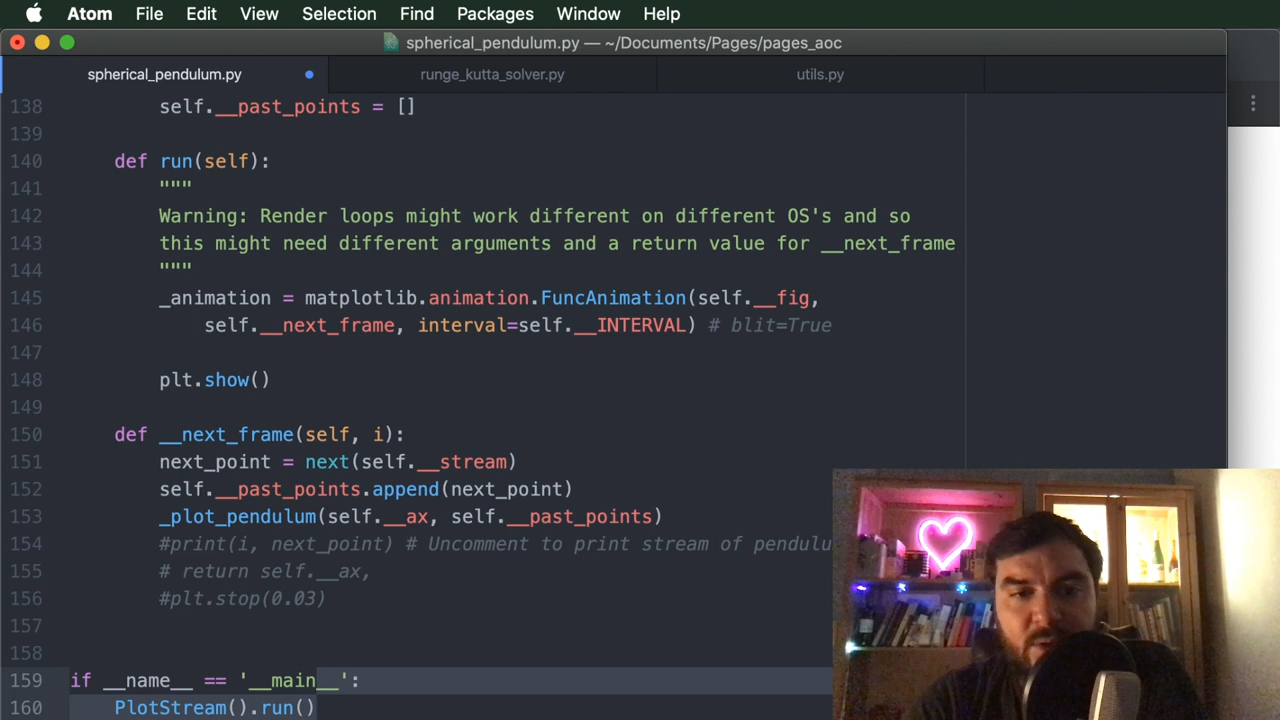 Atom File Edit View Selection Find Packages Window Help
spherical_pendulum.py — ~/Documents/Pages/pages_aoc
spherical_pendulum.py runge_kutta_solver.py utils.py
138 self.__past_points = []
139
140 def run(self):
141 """
142 Warning: Render loops might work different on different OS's and so
143 this might need different arguments and a return value for __next_frame
144 """
145 _animation = matplotlib.animation.FuncAnimation(self.__fig,
146 self.__next_frame, interval=self.__INTERVAL) # blit=True
147
148 plt.show()
149
150 def __next_frame(self, i):
151 next_point = next(self.__stream)
152 self.__past_points.append(next_point)
153 _plot_pendulum(self.__ax, self.__past_points)
154 #print(i, next_point) # Uncomment to print stream of pendulu
155 # return self.__ax,
156 #plt.stop(0.03)
157
158
159 if __name__ == '__main__':
160 PlotStream().run()